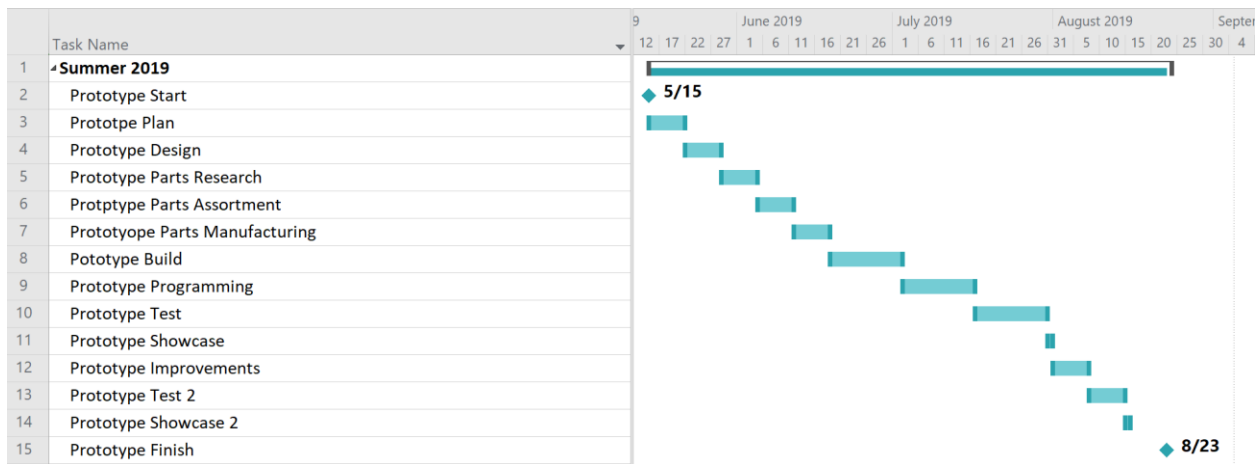 9 June 2019 July 2019 August 2019 Septer
Task Name 12 17 22 27 1 6 11 16 21 26 1 6 11 16 21 26 31 5 10 15 20 25 30 4
1 Summer 2019
2 Prototype Start 5/15
3 Prototpe Plan
4 Prototype Design
5 Prototype Parts Research
6 Protptype Parts Assortment
7 Prototyope Parts Manufacturing
8 Pototype Build
9 Prototype Programming
10 Prototype Test
11 Prototype Showcase
12 Prototype Improvements
13 Prototype Test 2
14 Prototype Showcase 2
15 Prototype Finish 8/23